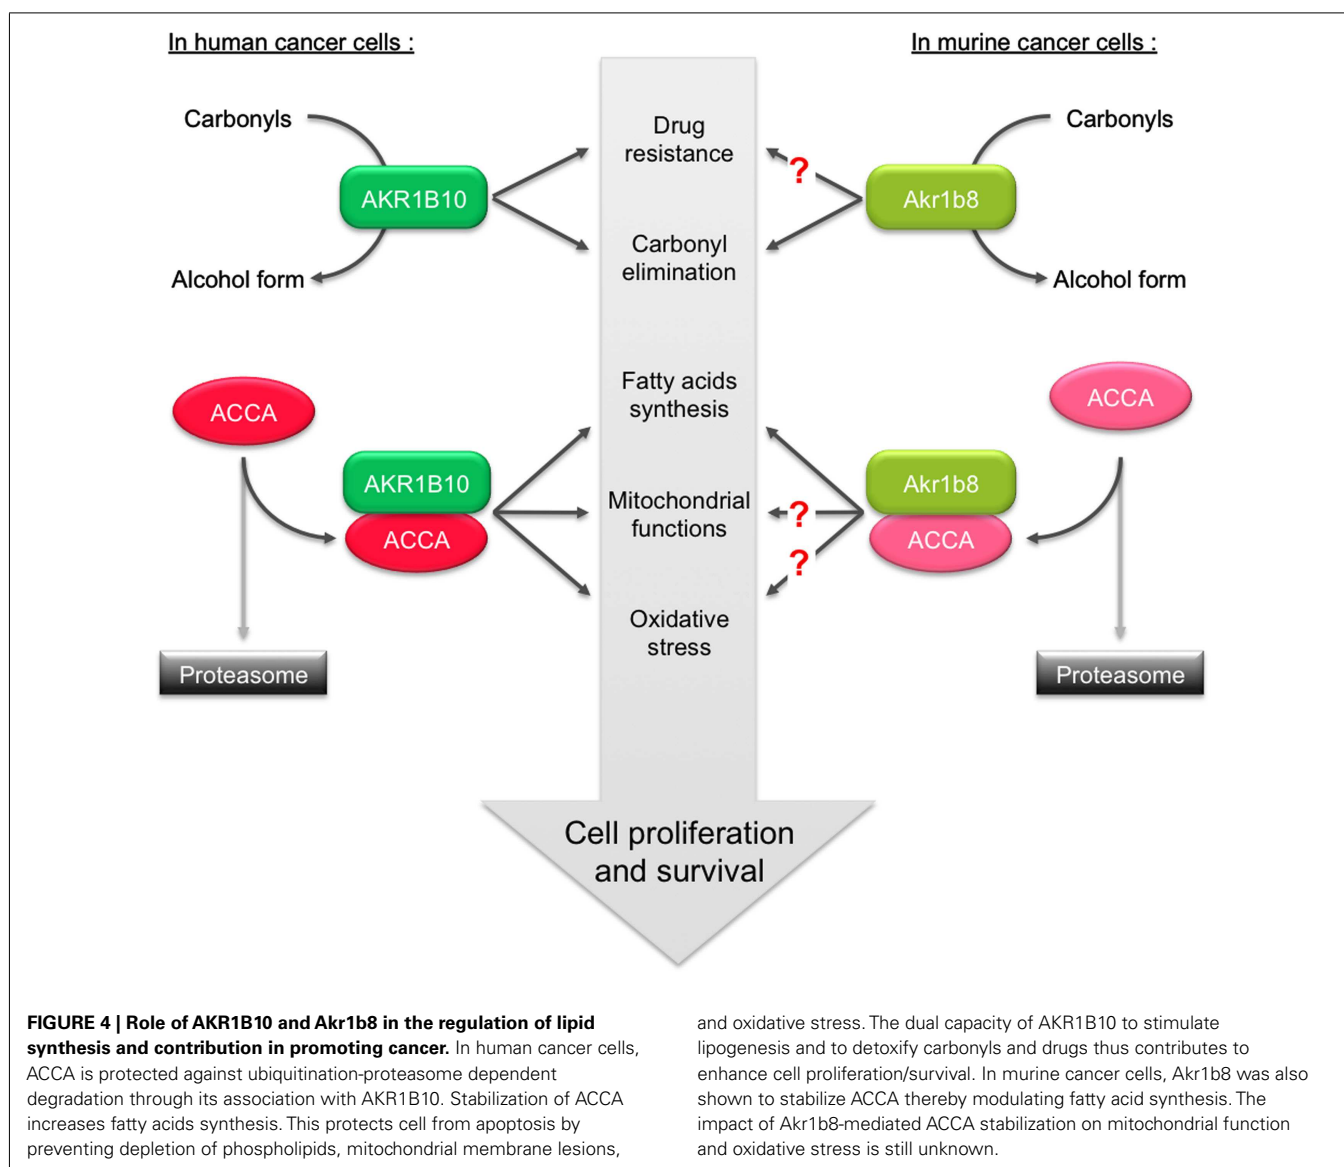 In human cancer cells :
In murine cancer cells :
Carbonyls
AKR1B10
Alcohol form
Drug
resistance
Carbonyl
elimination
?
Carbonyls
Akr1b8
Alcohol form
ACCA
AKR1B10
ACCA
Proteasome
Fatty acids
synthesis
Mitochondrial
functions
Oxidative
stress
?
?
ACCA
Akr1b8
ACCA
Proteasome
Cell proliferation
and survival
FIGURE 4 | Role of AKR1B10 and Akr1b8 in the regulation of lipid
synthesis and contribution in promoting cancer. In human cancer cells,
ACCA is protected against ubiquitination-proteasome dependent
degradation through its association with AKR1B10. Stabilization of ACCA
increases fatty acids synthesis. This protects cell from apoptosis by
preventing depletion of phospholipids, mitochondrial membrane lesions,
and oxidative stress. The dual capacity of AKR1B10 to stimulate
lipogenesis and to detoxify carbonyls and drugs thus contributes to
enhance cell proliferation/survival. In murine cancer cells, Akr1b8 was also
shown to stabilize ACCA thereby modulating fatty acid synthesis. The
impact of Akr1b8-mediated ACCA stabilization on mitochondrial function
and oxidative stress is still unknown.